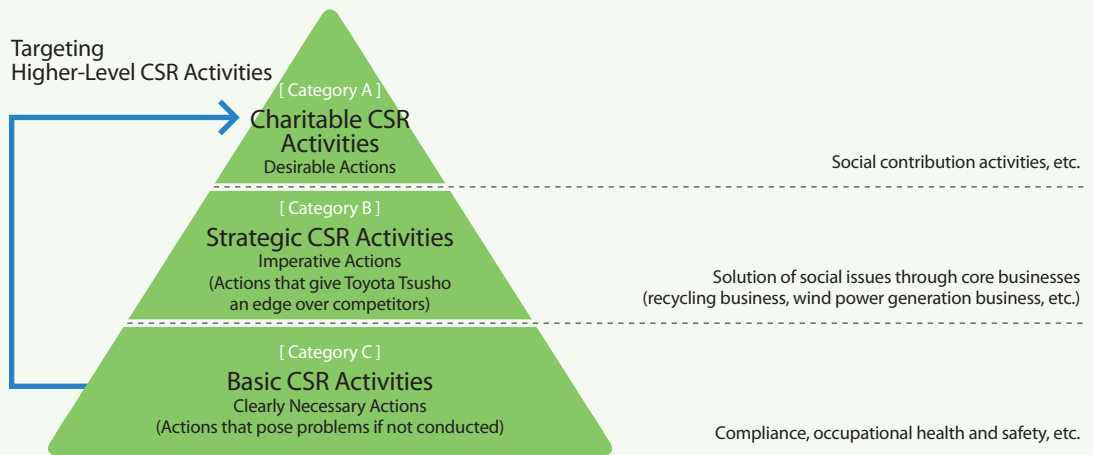 Targeting
Higher-Level CSR Activities
[ Category A ]
Charitable CSR
Activities
Desirable Actions
Social contribution activities, etc.
[ Category B ]
Strategic CSR Activities
Imperative Actions
(Actions that give Toyota Tsusho
an edge over competitors)
Solution of social issues through core businesses
(recycling business, wind power generation business, etc.)
[ Category C ]
Basic CSR Activities
Clearly Necessary Actions
(Actions that pose problems if not conducted)
Compliance, occupational health and safety, etc.